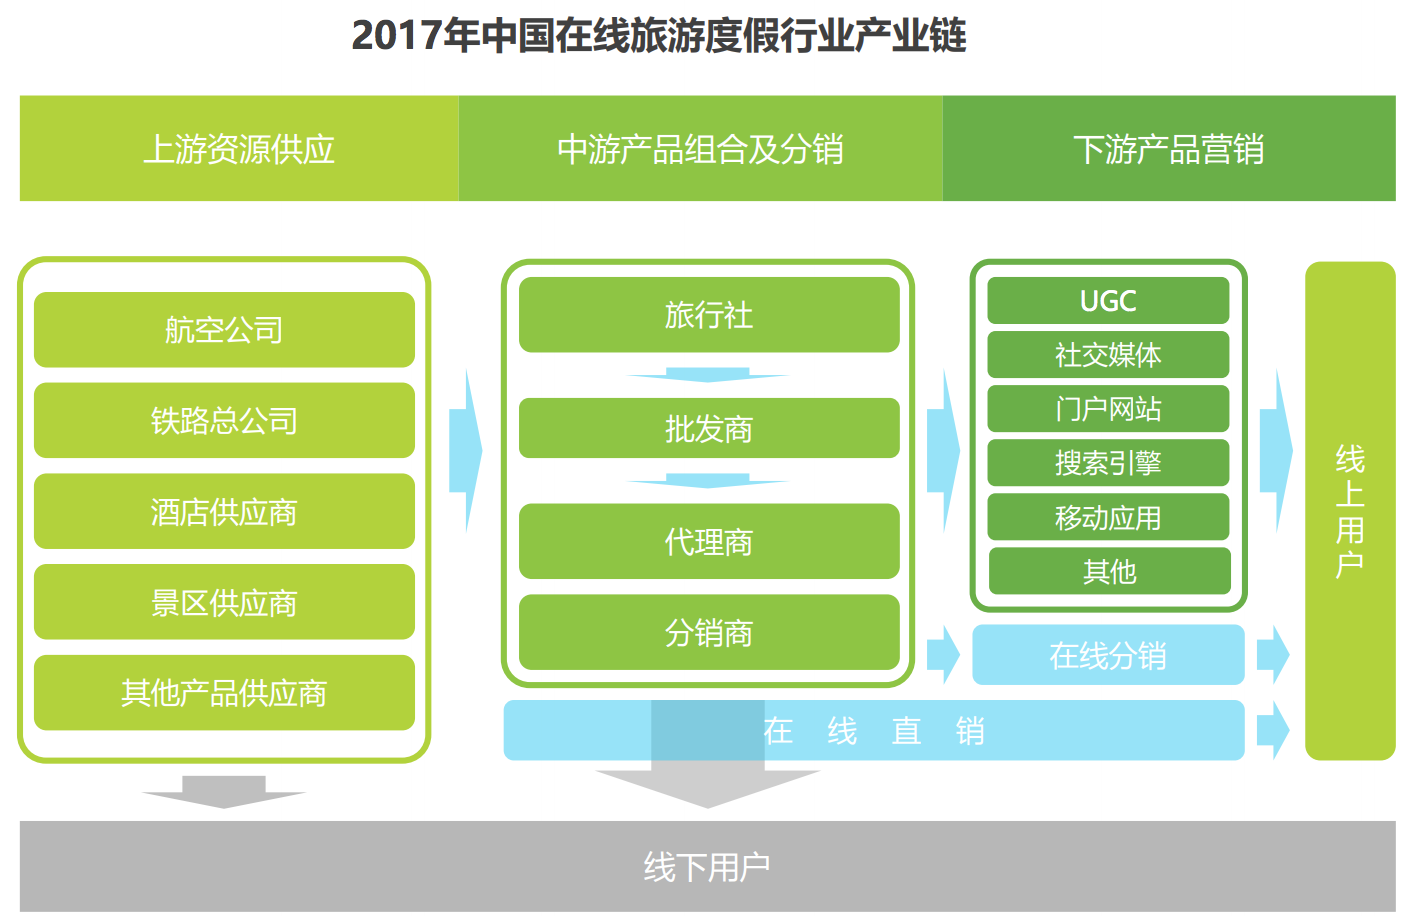 2017年中国在线旅游度假行业产业链
上游资源供应
中游产品组合及分销
下游产品营销
航空公司
铁路总公司
酒店供应商
景区供应商
其他产品供应商
旅行社
批发商
代理商
分销商
UGC
社交媒体
门户网站
搜索引擎
移动应用
其他
在线分销
在线直销
线上用户
线下用户